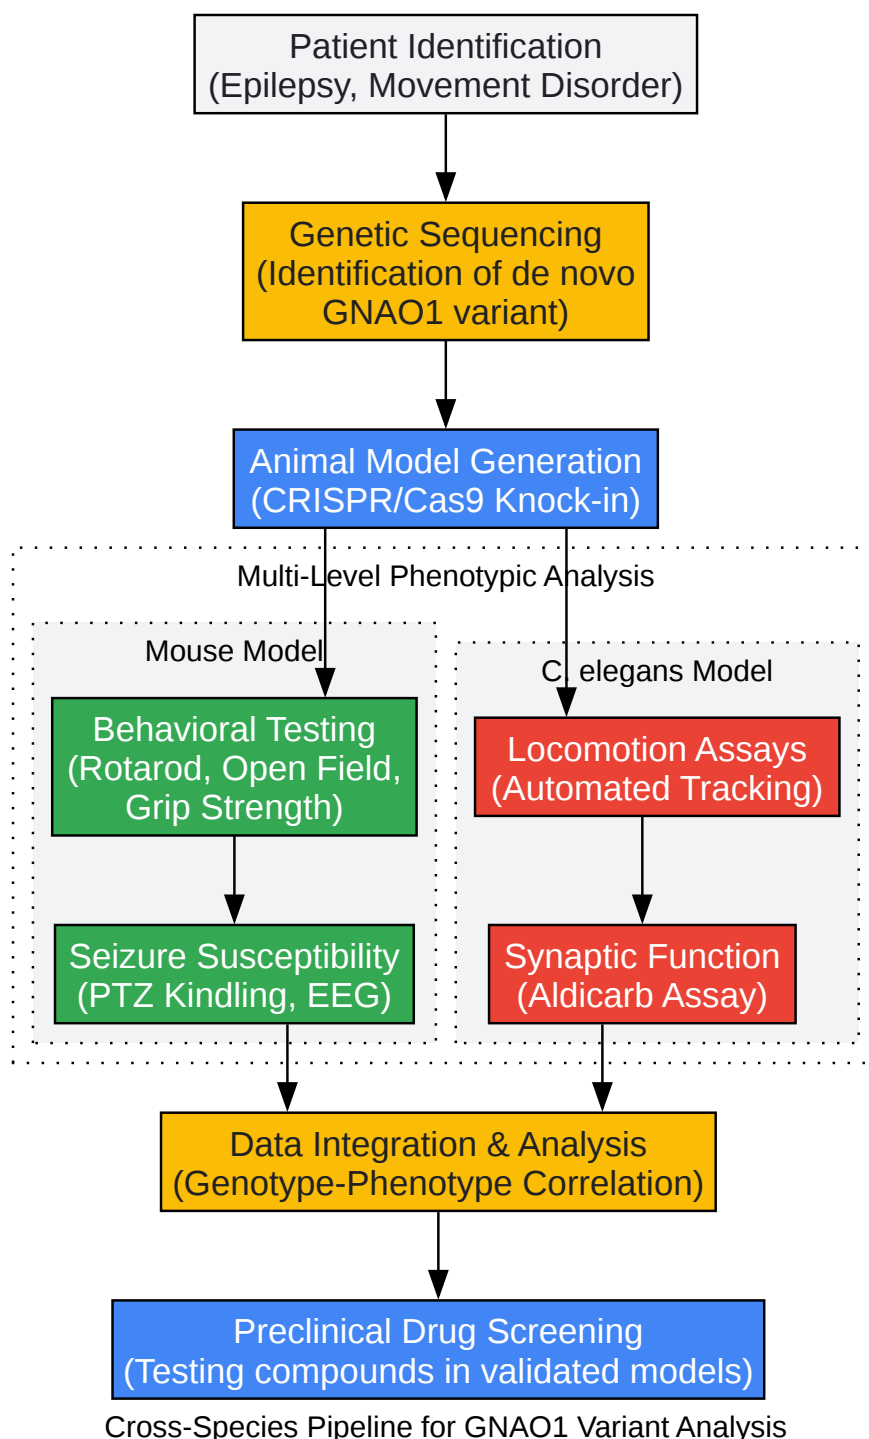 Patient Identification
(Epilepsy, Movement Disorder)
Genetic Sequencing
(Identification of de novo
GNAO1 variant)
Animal Model Generation
(CRISPR/Cas9 Knock-in)
Multi-Level Phenotypic Analysis
Mouse Model
Behavioral Testing
(Rotarod, Open Field,
Grip Strength)
Seizure Susceptibility
(PTZ Kindling, EEG)
C. elegans Model
Locomotion Assays
(Automated Tracking)
Synaptic Function
(Aldicarb Assay)
Data Integration & Analysis
(Genotype-Phenotype Correlation)
Preclinical Drug Screening
(Testing compounds in validated models)
Cross-Species Pipeline for GNAO1 Variant Analysis